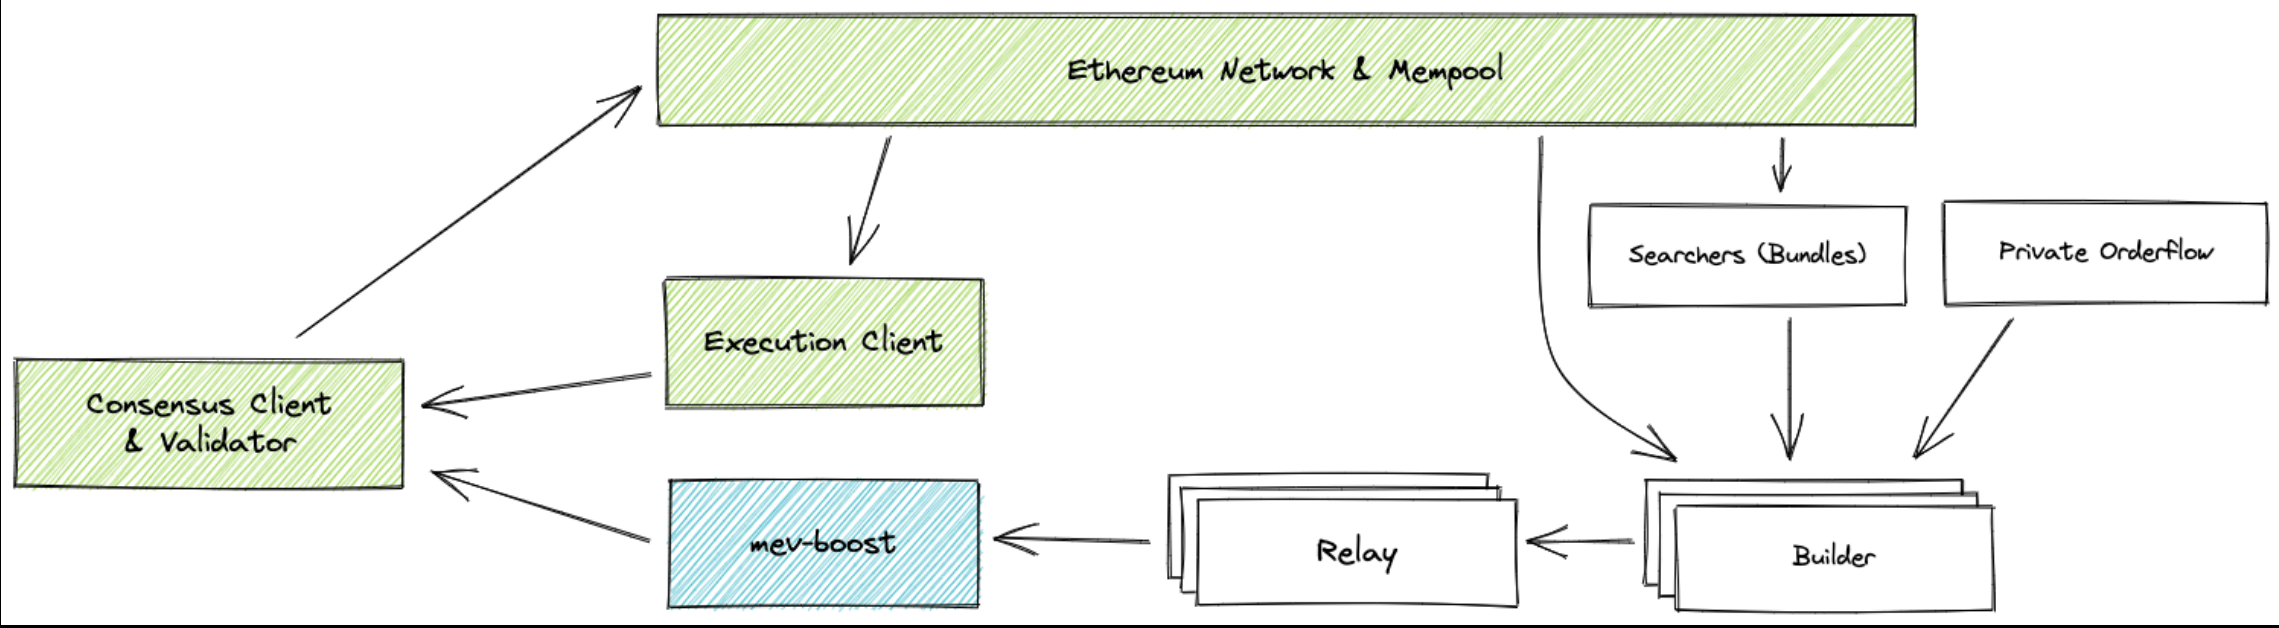 Ethereum Network & Mempool
Searchers (Bundles)
Private Orderflow
Execution Client
Consensus Client
& Validator
mev-boost
Relay
Builder